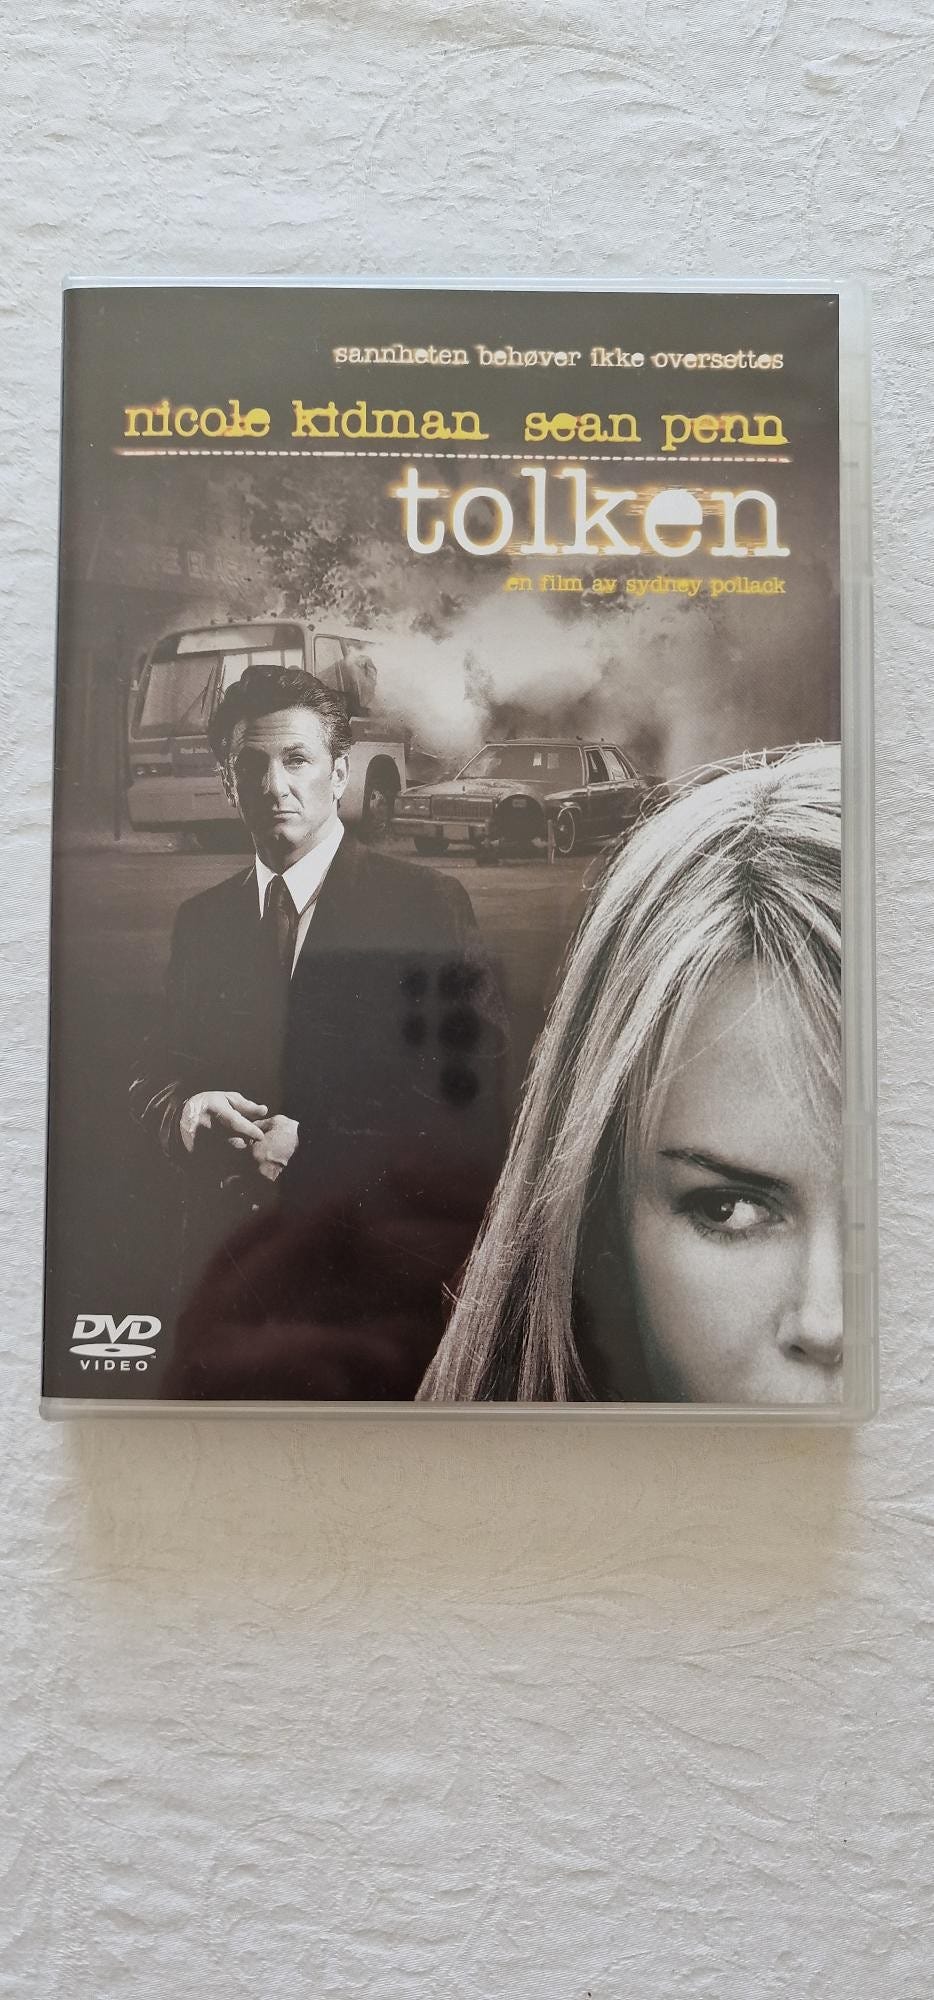 sannheten behøver ikke oversettes
nicole kidman sean penn
tolken
en film av sydney pollack
DVD
VIDEO